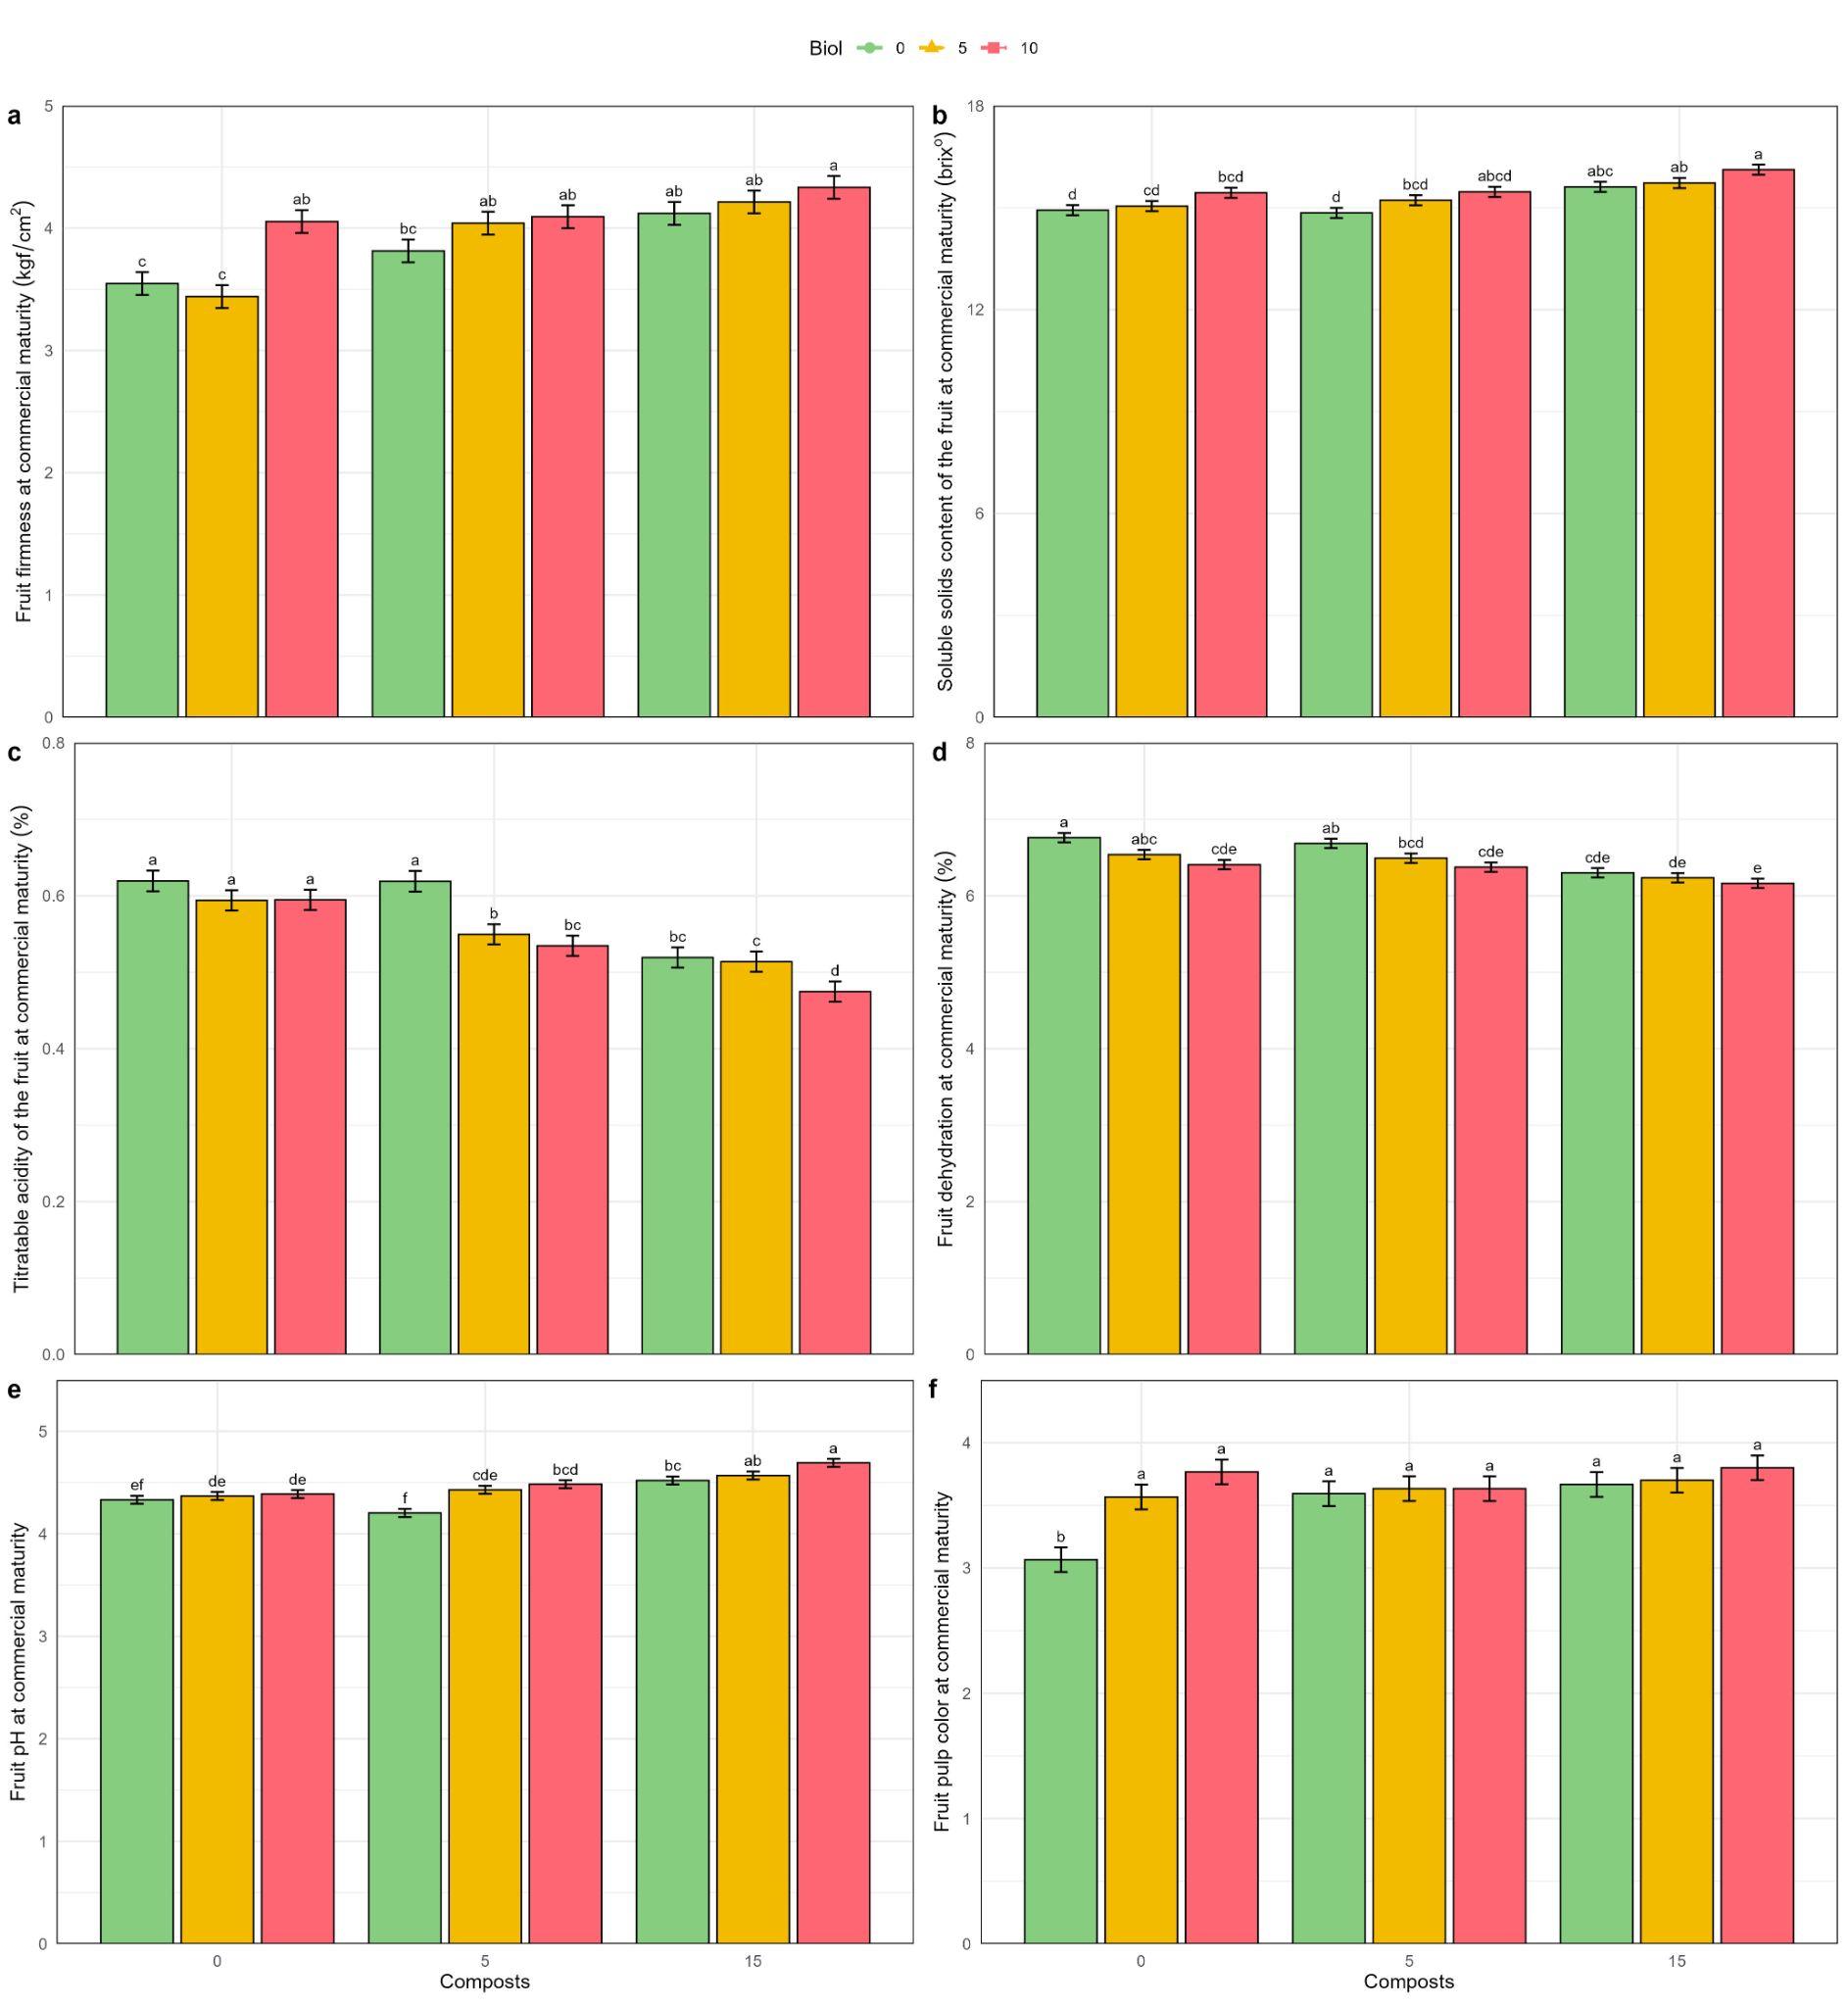 Biol 0 5 10
a
Fruit firmness at commercial maturity (kgf/cm²)
5
4
3
2
1
0
c c ab bc ab ab ab ab a
b
Soluble solids content of the fruit at commercial maturity (brixº)
18
12
6
0
d cd bcd d bcd abcd abc ab a
c
Titratable acidity of the fruit at commercial maturity (%)
0.8
0.6
0.4
0.2
0.0
a a a a b bc bc c d
d
Fruit dehydration at commercial maturity (%)
8
6
4
2
0
a abc cde ab bcd cde cde de e
e
Fruit pH at commercial maturity
5
4
3
2
1
0
ef de de f cde bcd bc ab a
0 5 15
Composts
f
Fruit pulp color at commercial maturity
4
3
2
1
0
b a a a a a a a a
0 5 15
Composts